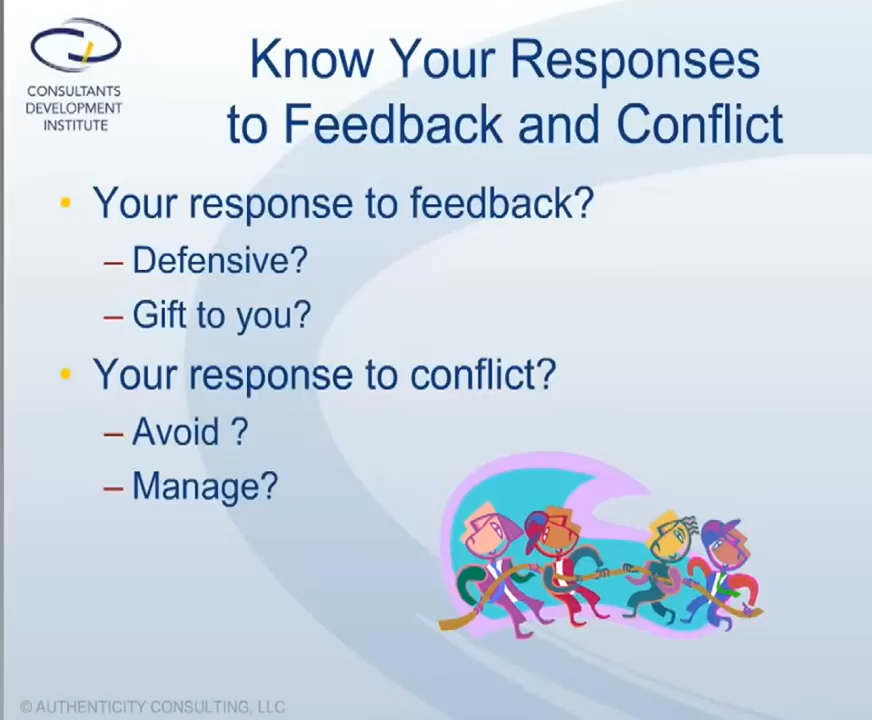 CONSULTANTS
DEVELOPMENT
INSTITUTE
Know Your Responses
to Feedback and Conflict
• Your response to feedback?
– Defensive?
– Gift to you?
• Your response to conflict?
– Avoid ?
– Manage?
© AUTHENTICITY CONSULTING, LLC